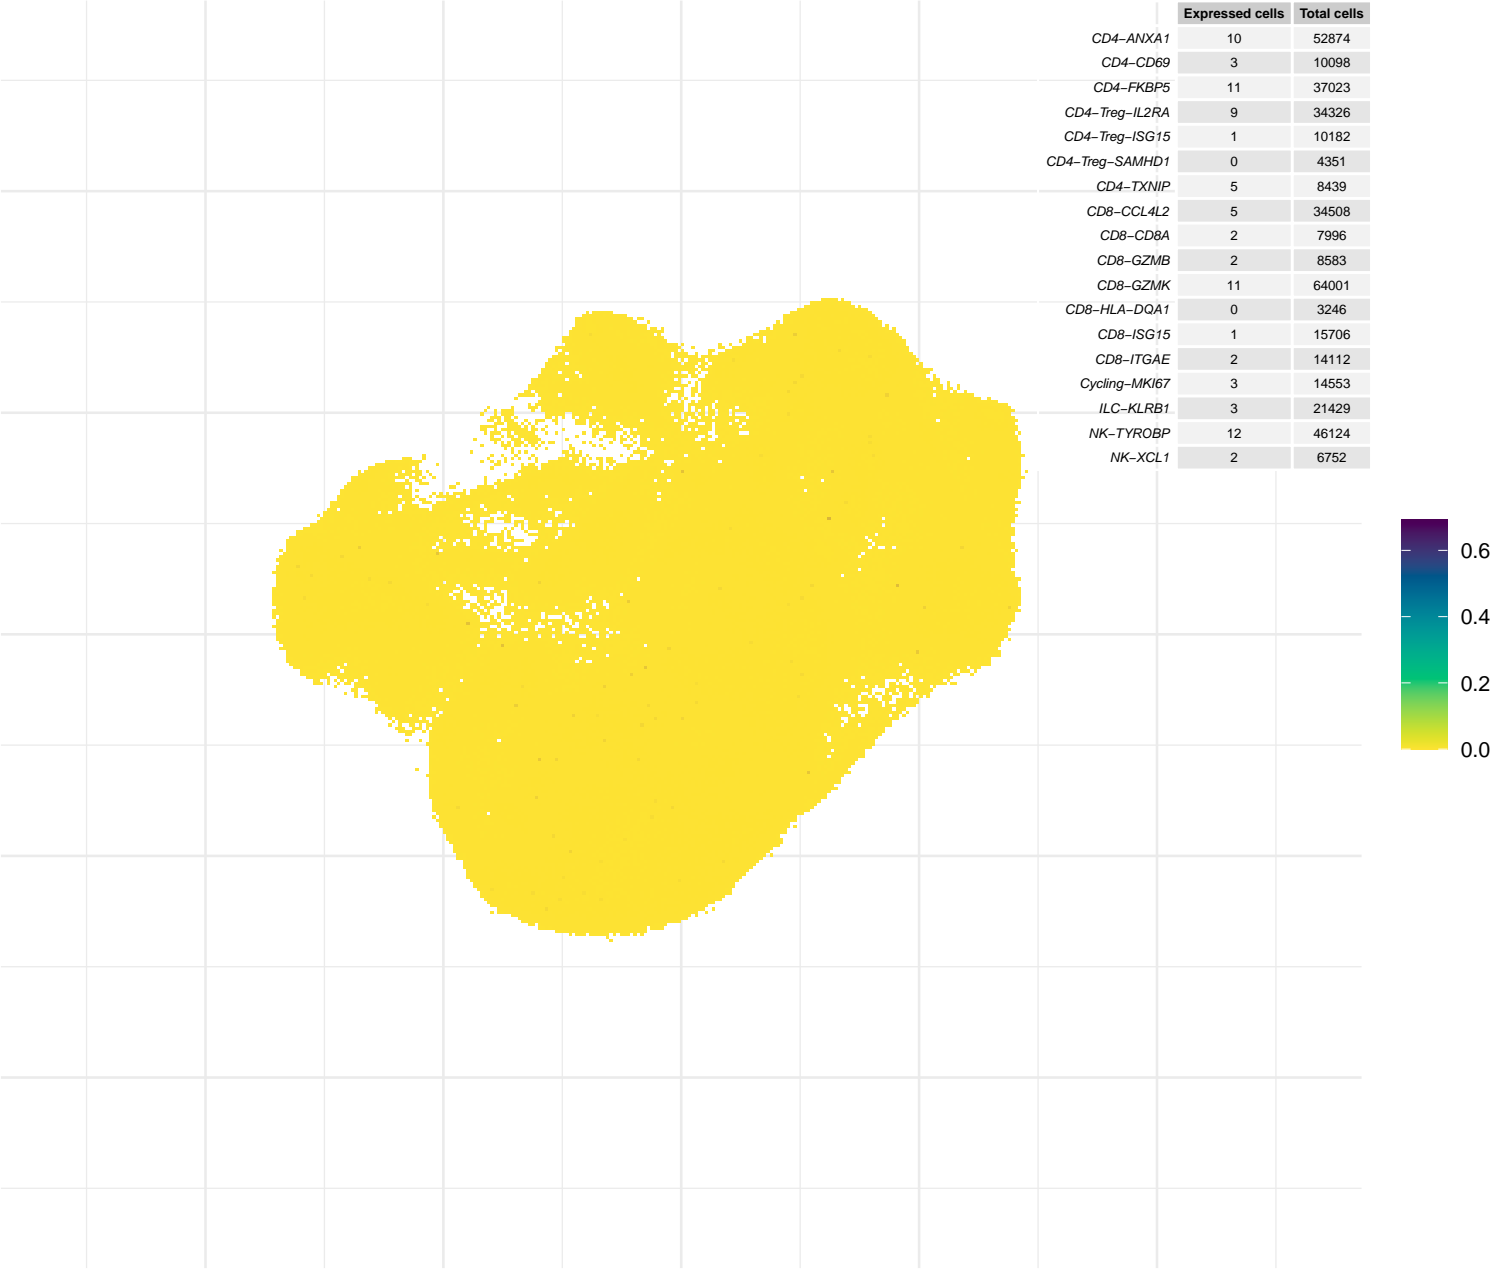 Expressed cells Total cells
CD4−ANXA1 10 52874
CD4−CD69 3 10098
CD4−FKBP5 11 37023
CD4−Treg−IL2RA 9 34326
CD4−Treg−ISG15 1 10182
CD4−Treg−SAMHD1 0 4351
CD4−TXNIP 5 8439
CD8−CCL4L2 5 34508
CD8−CD8A 2 7996
CD8−GZMB 2 8583
CD8−GZMK 11 64001
CD8−HLA−DQA1 0 3246
CD8−ISG15 1 15706
CD8−ITGAE 2 14112
Cycling−MKI67 3 14553
ILC−KLRB1 3 21429
NK−TYROBP 12 46124
NK−XCL1 2 6752
0.6
0.4
0.2
0.0